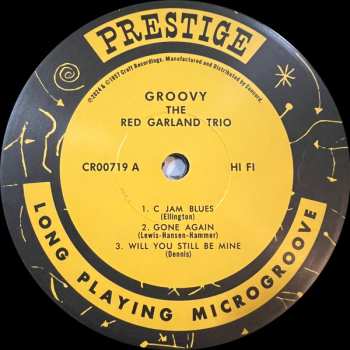 PRESTIGE
℗2024 & ©1957 Craft Recordings. Manufactured and Distributed by Concord.
GROOVY
THE
RED GARLAND TRIO
CR00719 A HI FI
1. C JAM BLUES
(Ellington)
2. GONE AGAIN
(Lewis-Hansen-Hammer)
3. WILL YOU STILL BE MINE
(Dennis)
LONG PLAYING MICROGROOVE